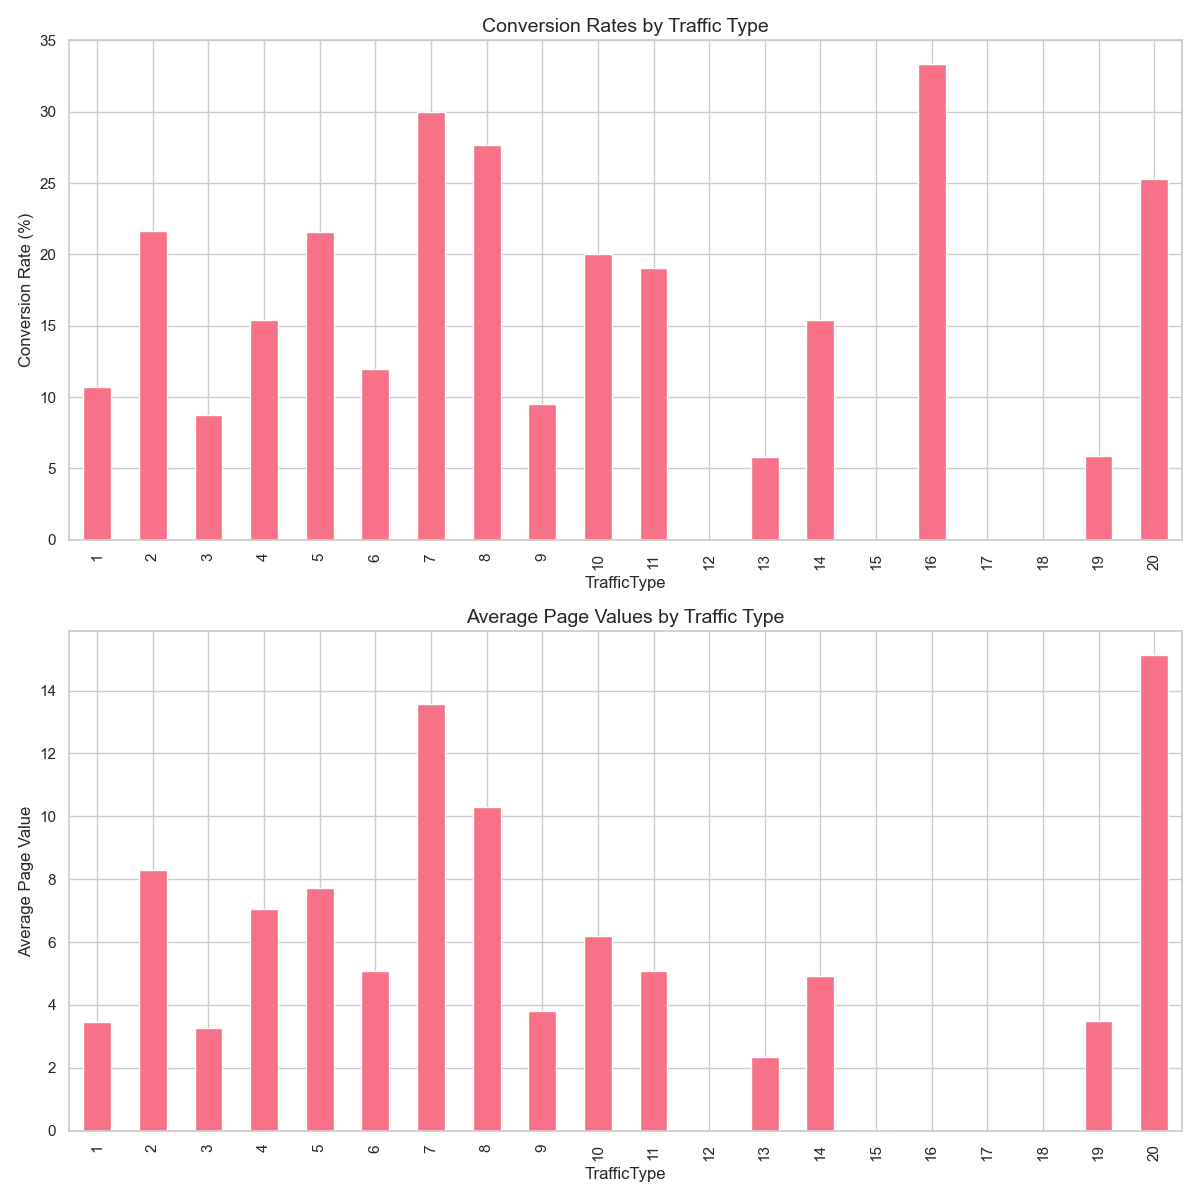 Conversion Rates by Traffic Type
35
30
25
20
15
10
5
0
Conversion Rate (%)
1 2 3 4 5 6 7 8 9 10 11 12 13 14 15 16 17 18 19 20
TrafficType
Average Page Values by Traffic Type
14
12
10
8
6
4
2
0
Average Page Value
1 2 3 4 5 6 7 8 9 10 11 12 13 14 15 16 17 18 19 20
TrafficType